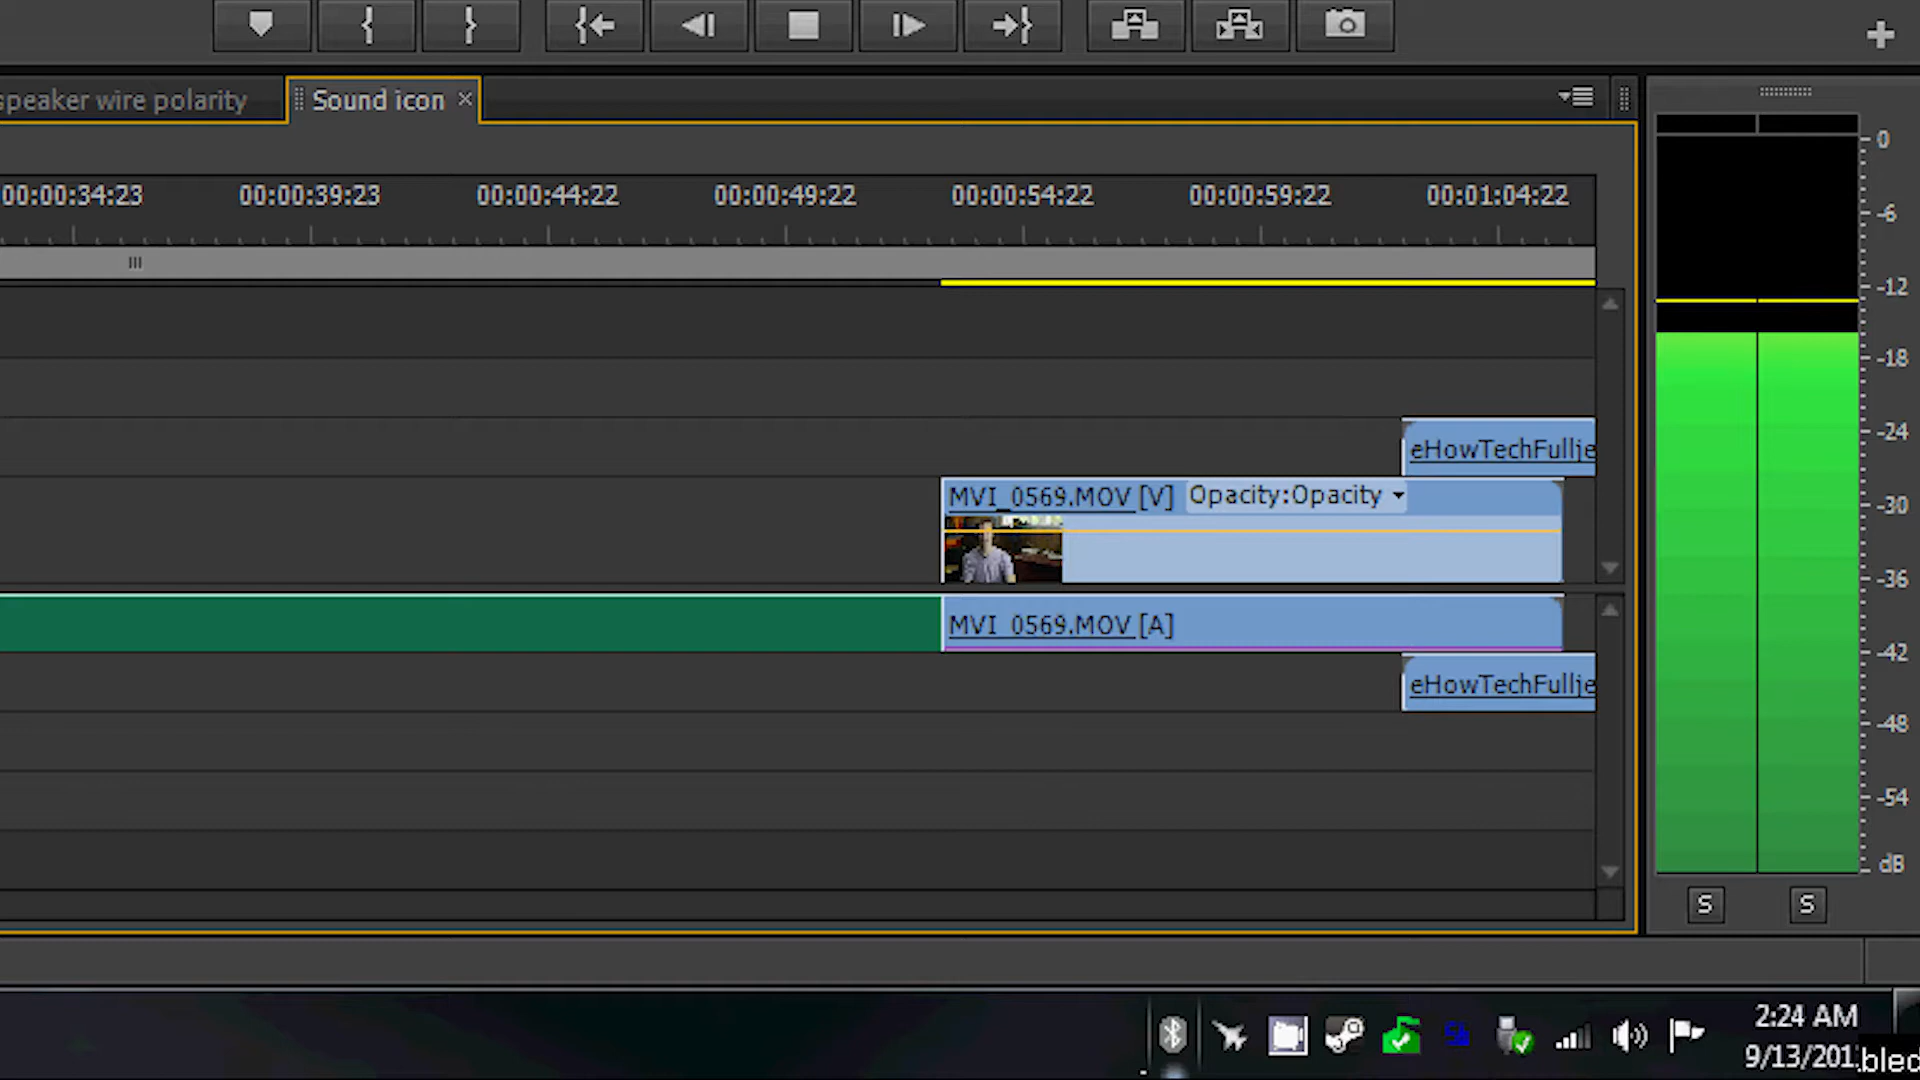 speaker wire polarity
Sound icon ×
00:00:34:23 00:00:39:23 00:00:44:22 00:00:49:22 00:00:54:22 00:00:59:22 00:01:04:22
0
-6
-12
-18
-24
-30
-36
-42
-48
-54
dB
eHowTechFullje
MVI_0569.MOV [V] Opacity:Opacity
MVI_0569.MOV [A]
eHowTechFullje
S S
2:24 AM
9/13/201
.bled